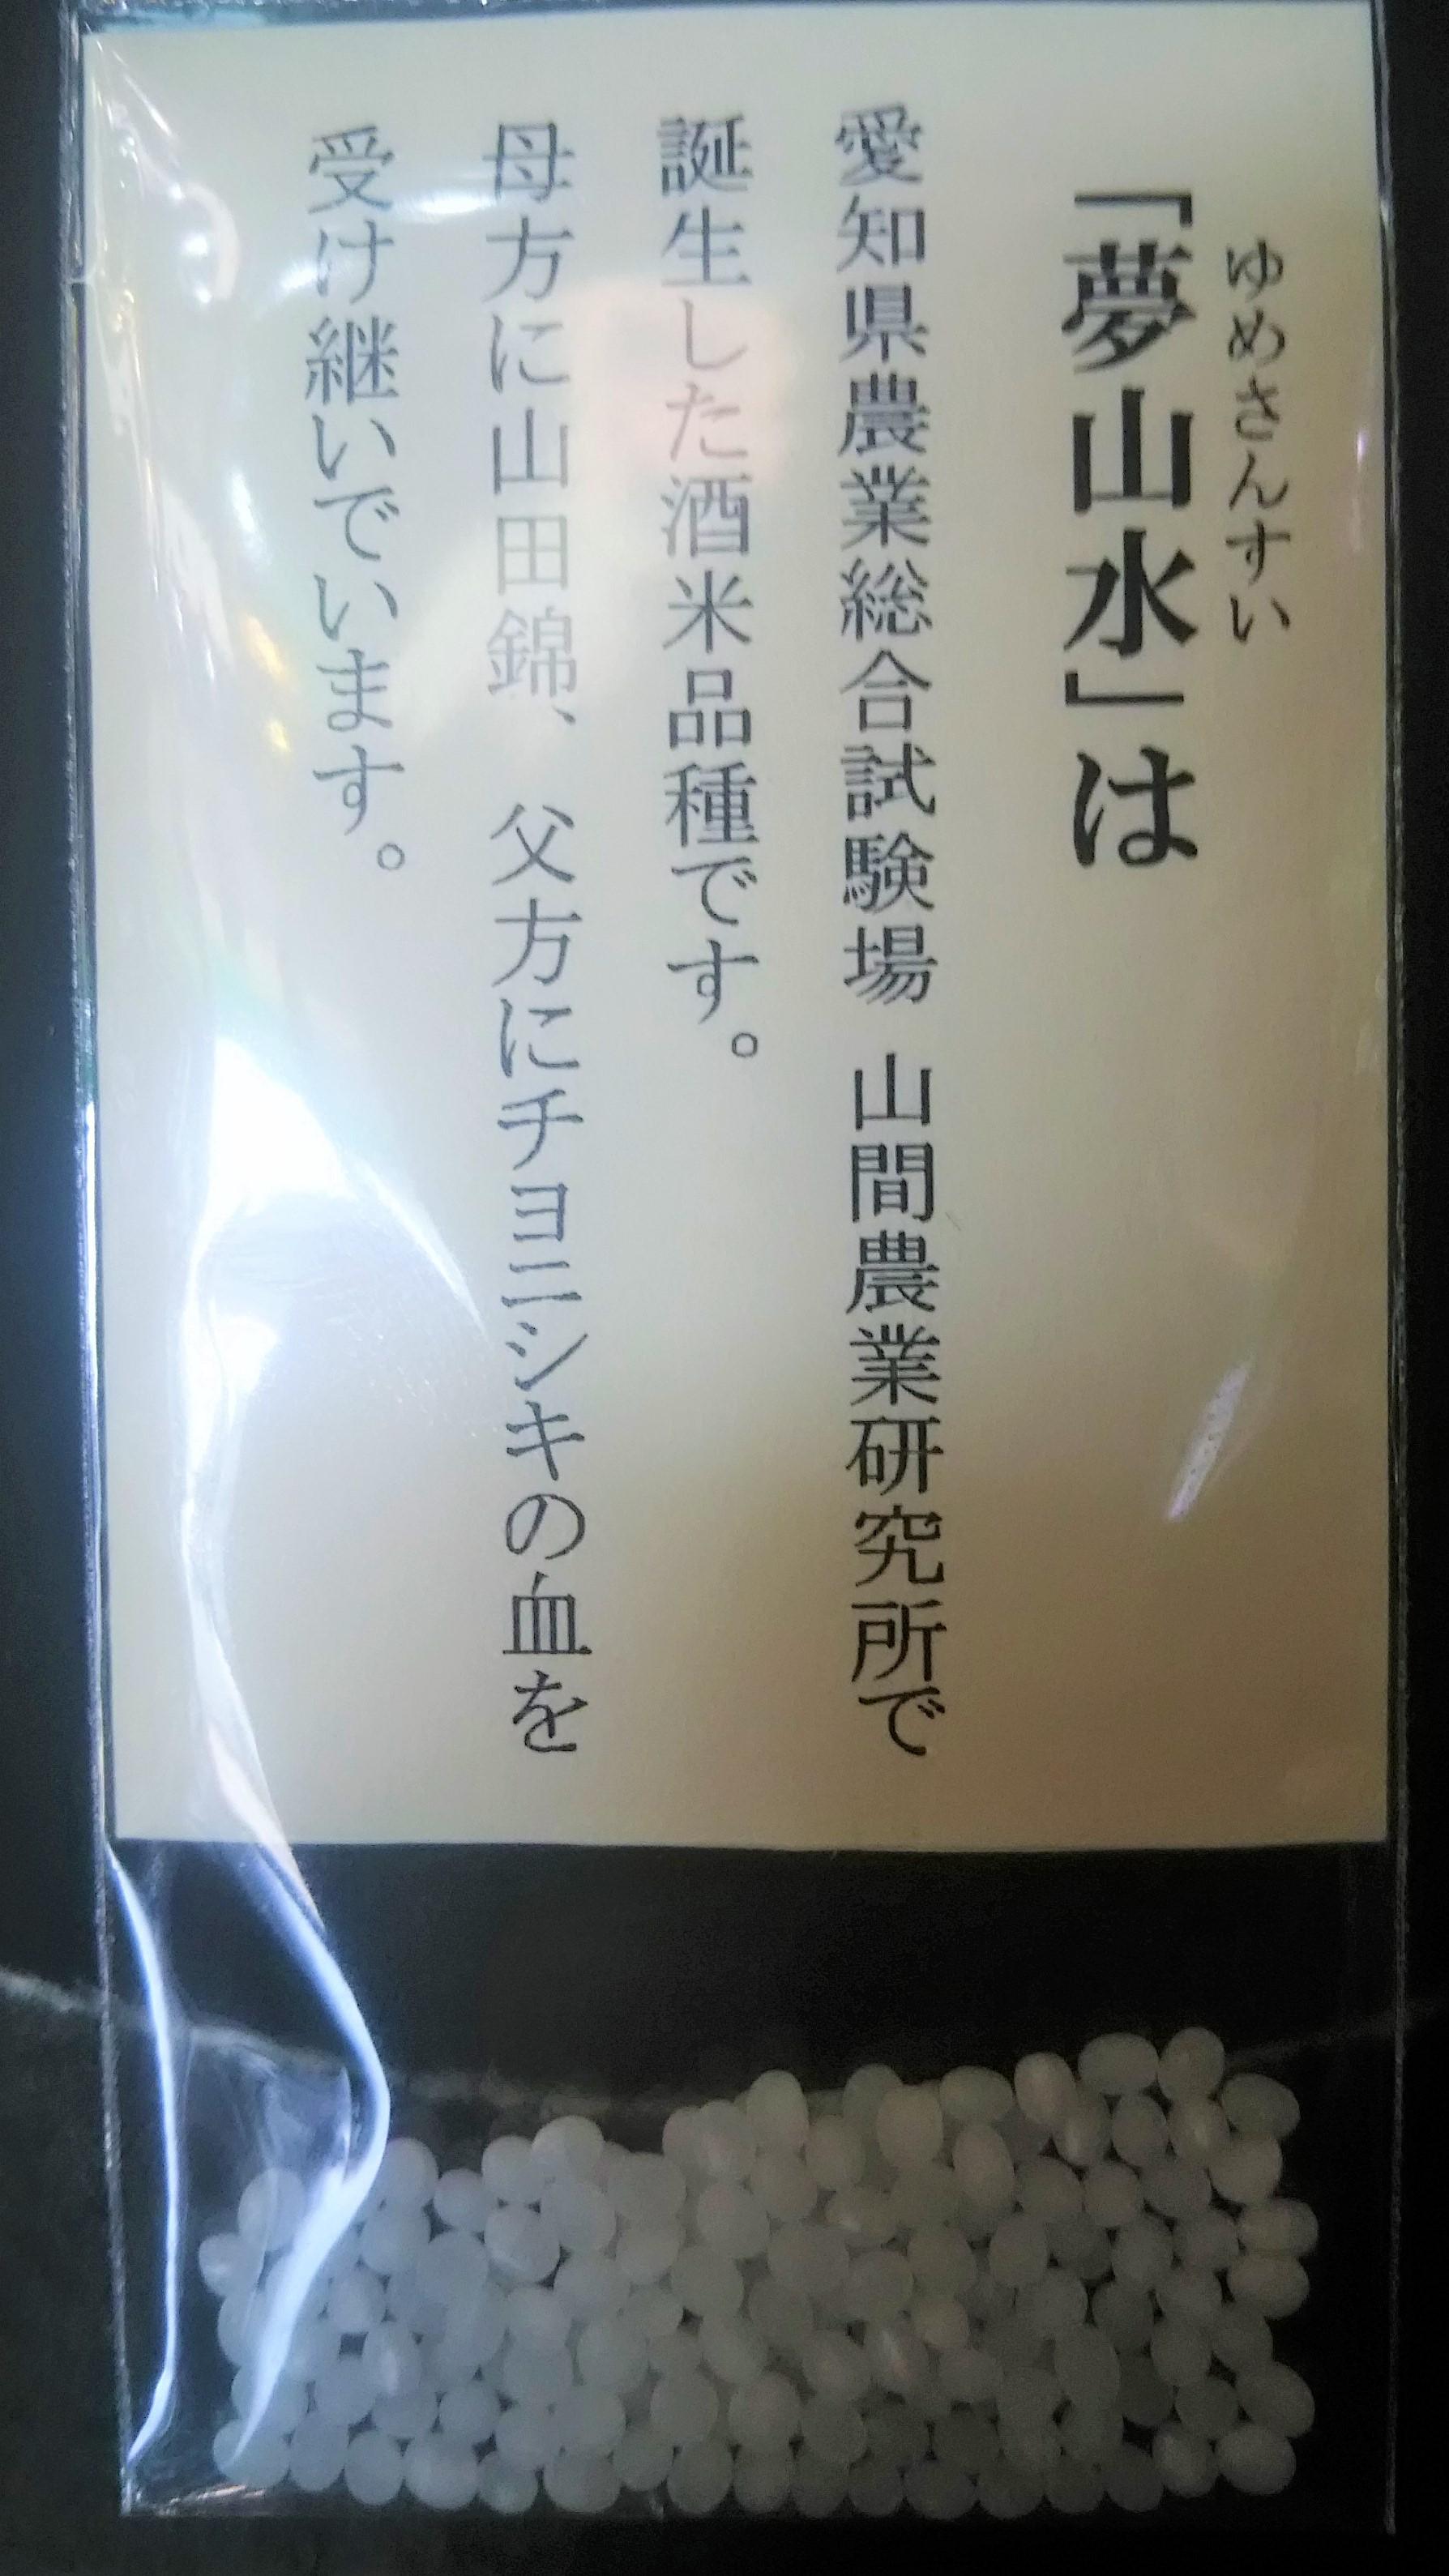 ゆめさんすい
「夢山水」は
愛知県農業総合試験場 山間農業研究所で
誕生した酒米品種です。
母方に山田錦、父方にチヨニシキの血を
受け継いでいます。